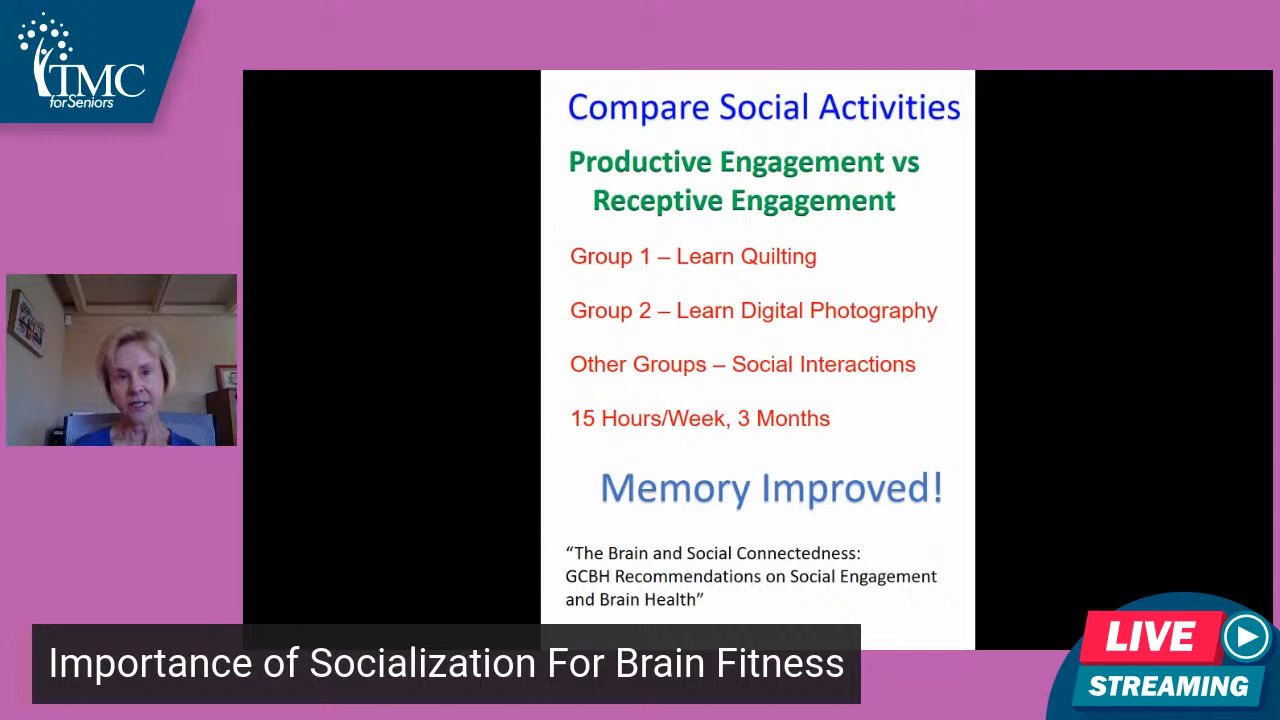 TMC
for Seniors
Compare Social Activities
Productive Engagement vs
Receptive Engagement
Group 1 – Learn Quilting
Group 2 – Learn Digital Photography
Other Groups – Social Interactions
15 Hours/Week, 3 Months
Memory Improved!
“The Brain and Social Connectedness:
GCBH Recommendations on Social Engagement
and Brain Health”
Importance of Socialization For Brain Fitness
LIVE
STREAMING